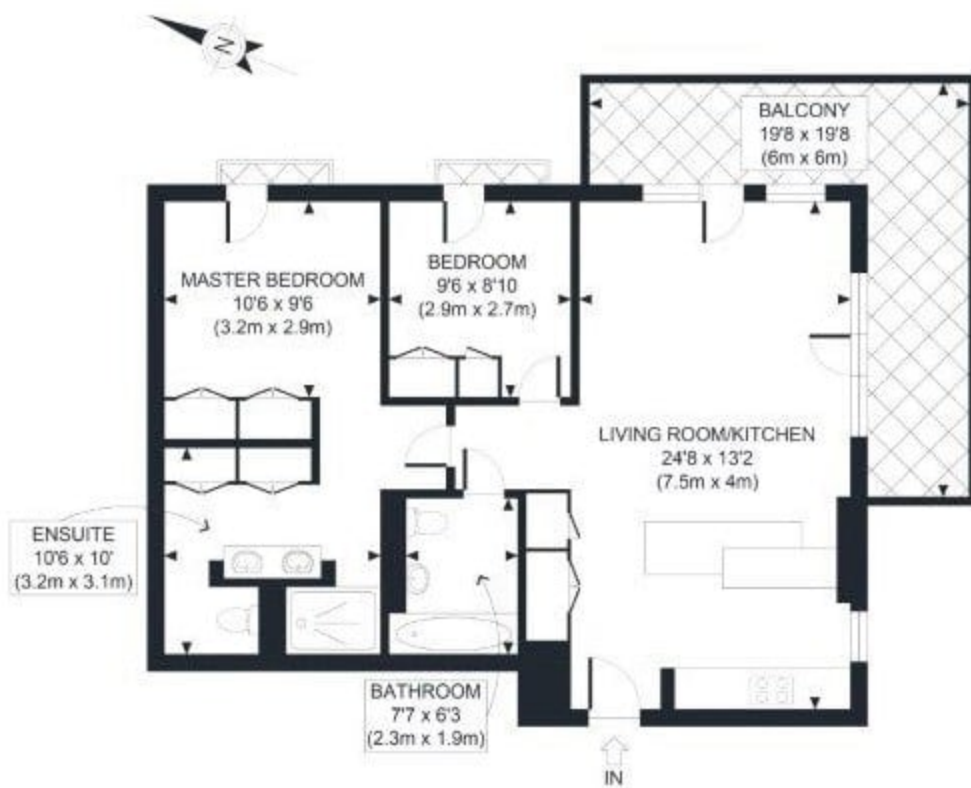 N
BALCONY
19'8 x 19'8
(6m x 6m)
MASTER BEDROOM
10'6 x 9'6
(3.2m x 2.9m)
BEDROOM
9'6 x 8'10
(2.9m x 2.7m)
LIVING ROOM/KITCHEN
24'8 x 13'2
(7.5m x 4m)
ENSUITE
10'6 x 10'
(3.2m x 3.1m)
BATHROOM
7'7 x 6'3
(2.3m x 1.9m)
IN